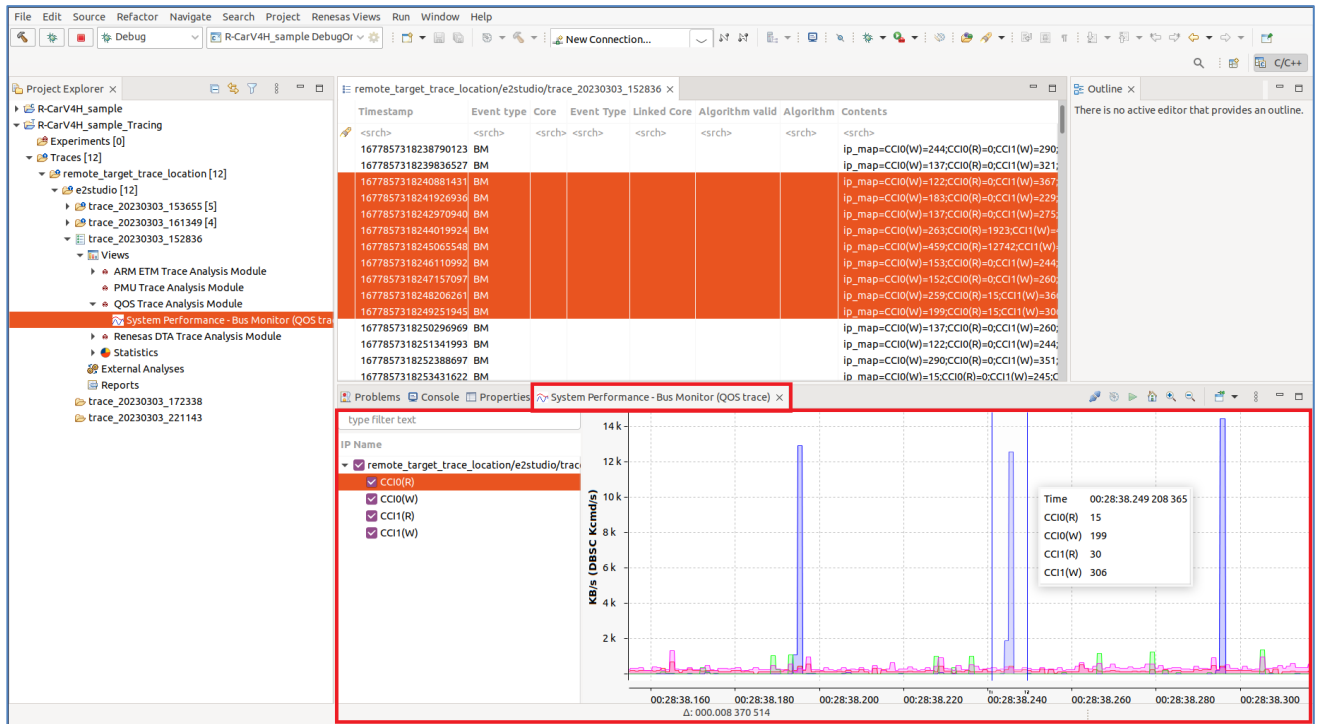 File Edit Source Refactor Navigate Search Project Renesas Views Run Window Help
Debug
R-CarV4H_sample DebugOr
New Connection...
C/C++
Project Explorer
R-CarV4H_sample
R-CarV4H_sample_Tracing
Experiments [0]
Traces [12]
remote_target_trace_location [12]
e2studio [12]
trace_20230303_153655 [5]
trace_20230303_161349 [4]
trace_20230303_152836
Views
ARM ETM Trace Analysis Module
PMU Trace Analysis Module
QOS Trace Analysis Module
System Performance - Bus Monitor (QOS tra
Renesas DTA Trace Analysis Module
Statistics
External Analyses
Reports
trace_20230303_172338
trace_20230303_221143
remote_target_trace_location/e2studio/trace_20230303_152836
Timestamp Event type Core Event Type Linked Core Algorithm valid Algorithm Contents
<srch> <srch> <srch> <srch> <srch> <srch> <srch> <srch>
1677857318238790123 BM ip_map=CCI0(W)=244;CCI0(R)=0;CCI1(W)=290;
1677857318239836527 BM ip_map=CCI0(W)=137;CCI0(R)=0;CCI1(W)=321;
1677857318240881431 BM ip_map=CCI0(W)=122;CCI0(R)=0;CCI1(W)=367;
1677857318241926936 BM ip_map=CCI0(W)=183;CCI0(R)=0;CCI1(W)=229;
1677857318242970940 BM ip_map=CCI0(W)=137;CCI0(R)=0;CCI1(W)=275;
1677857318244019924 BM ip_map=CCI0(W)=263;CCI0(R)=1923;CCI1(W)=
1677857318245065548 BM ip_map=CCI0(W)=459;CCI0(R)=12742;CCI1(W)=
1677857318246110992 BM ip_map=CCI0(W)=153;CCI0(R)=0;CCI1(W)=244;
1677857318247157097 BM ip_map=CCI0(W)=152;CCI0(R)=0;CCI1(W)=260;
1677857318248206261 BM ip_map=CCI0(W)=259;CCI0(R)=15;CCI1(W)=36
1677857318249251945 BM ip_map=CCI0(W)=199;CCI0(R)=15;CCI1(W)=30
1677857318250296969 BM ip_map=CCI0(W)=137;CCI0(R)=0;CCI1(W)=260;
1677857318251341993 BM ip_map=CCI0(W)=122;CCI0(R)=0;CCI1(W)=244;
1677857318252388697 BM ip_map=CCI0(W)=290;CCI0(R)=0;CCI1(W)=351;
1677857318253431622 BM ip_map=CCI0(W)=15;CCI0(R)=0;CCI1(W)=245;C
Outline
There is no active editor that provides an outline.
Problems Console Properties System Performance - Bus Monitor (QOS trace)
type filter text
IP Name
remote_target_trace_location/e2studio/trac
CCI0(R)
CCI0(W)
CCI1(R)
CCI1(W)
KB/s (DBSC Kcmd/s)
14 k
12 k
10 k
8 k
6 k
4 k
2 k
Time 00:28:38.249 208 365
CCI0(R) 15
CCI0(W) 199
CCI1(R) 30
CCI1(W) 306
00:28:38.160 00:28:38.180 00:28:38.200 00:28:38.220 00:28:38.240 00:28:38.260 00:28:38.280 00:28:38.300
Δ: 000.008 370 514